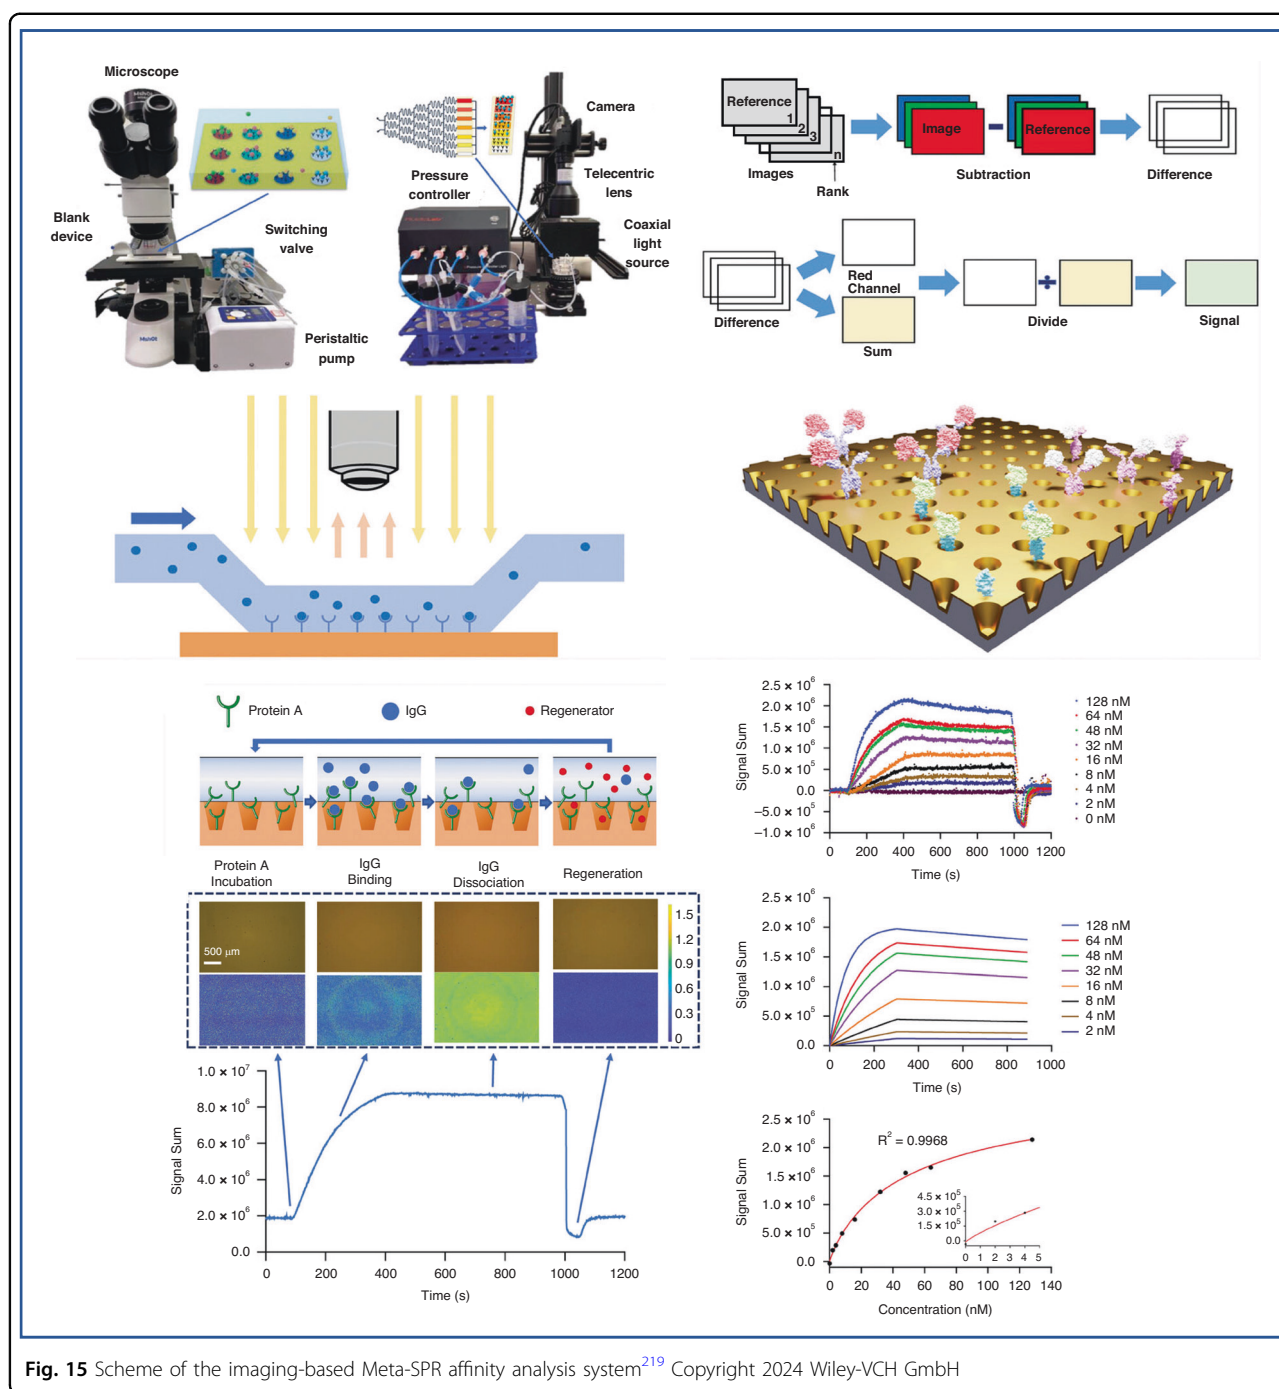 Microscope
Blank
device
Switching
valve
Peristaltic
pump
Pressure
controller
Camera
Telecentric
lens
Coaxial
light
source
Reference
1
2
3
n
Images
Rank
Image
Reference
Subtraction
Difference
Difference
Red
Channel
Sum
Divide
Signal
Protein A
IgG
Regenerator
Protein A
Incubation
IgG
Binding
IgG
Dissociation
Regeneration
500 μm
1.5
1.2
0.9
0.6
0.3
0
1.0 × 10⁷
8.0 × 10⁶
6.0 × 10⁶
4.0 × 10⁶
2.0 × 10⁶
0.0
Signal Sum
0 200 400 600 800 1000 1200
Time (s)
2.5 × 10⁶
2.0 × 10⁶
1.5 × 10⁶
1.0 × 10⁶
5.0 × 10⁵
0.0
–5.0 × 10⁵
–1.0 × 10⁶
Signal Sum
0 200 400 600 800 1000 1200
Time (s)
128 nM
64 nM
48 nM
32 nM
16 nM
8 nM
4 nM
2 nM
0 nM
2.5 × 10⁶
2.0 × 10⁶
1.5 × 10⁶
1.0 × 10⁶
5.0 × 10⁵
0.0
Signal Sum
0 200 400 600 800 1000
Time (s)
128 nM
64 nM
48 nM
32 nM
16 nM
8 nM
4 nM
2 nM
2.5 × 10⁶
2.0 × 10⁶
1.5 × 10⁶
1.0 × 10⁶
5.0 × 10⁵
0.0
Signal Sum
R² = 0.9968
4.5 × 10⁵
3.0 × 10⁵
1.5 × 10⁵
0.0
0 1 2 3 4 5
0 20 40 60 80 100 120 140
Concentration (nM)
Fig. 15 Scheme of the imaging-based Meta-SPR affinity analysis system²¹⁹ Copyright 2024 Wiley-VCH GmbH